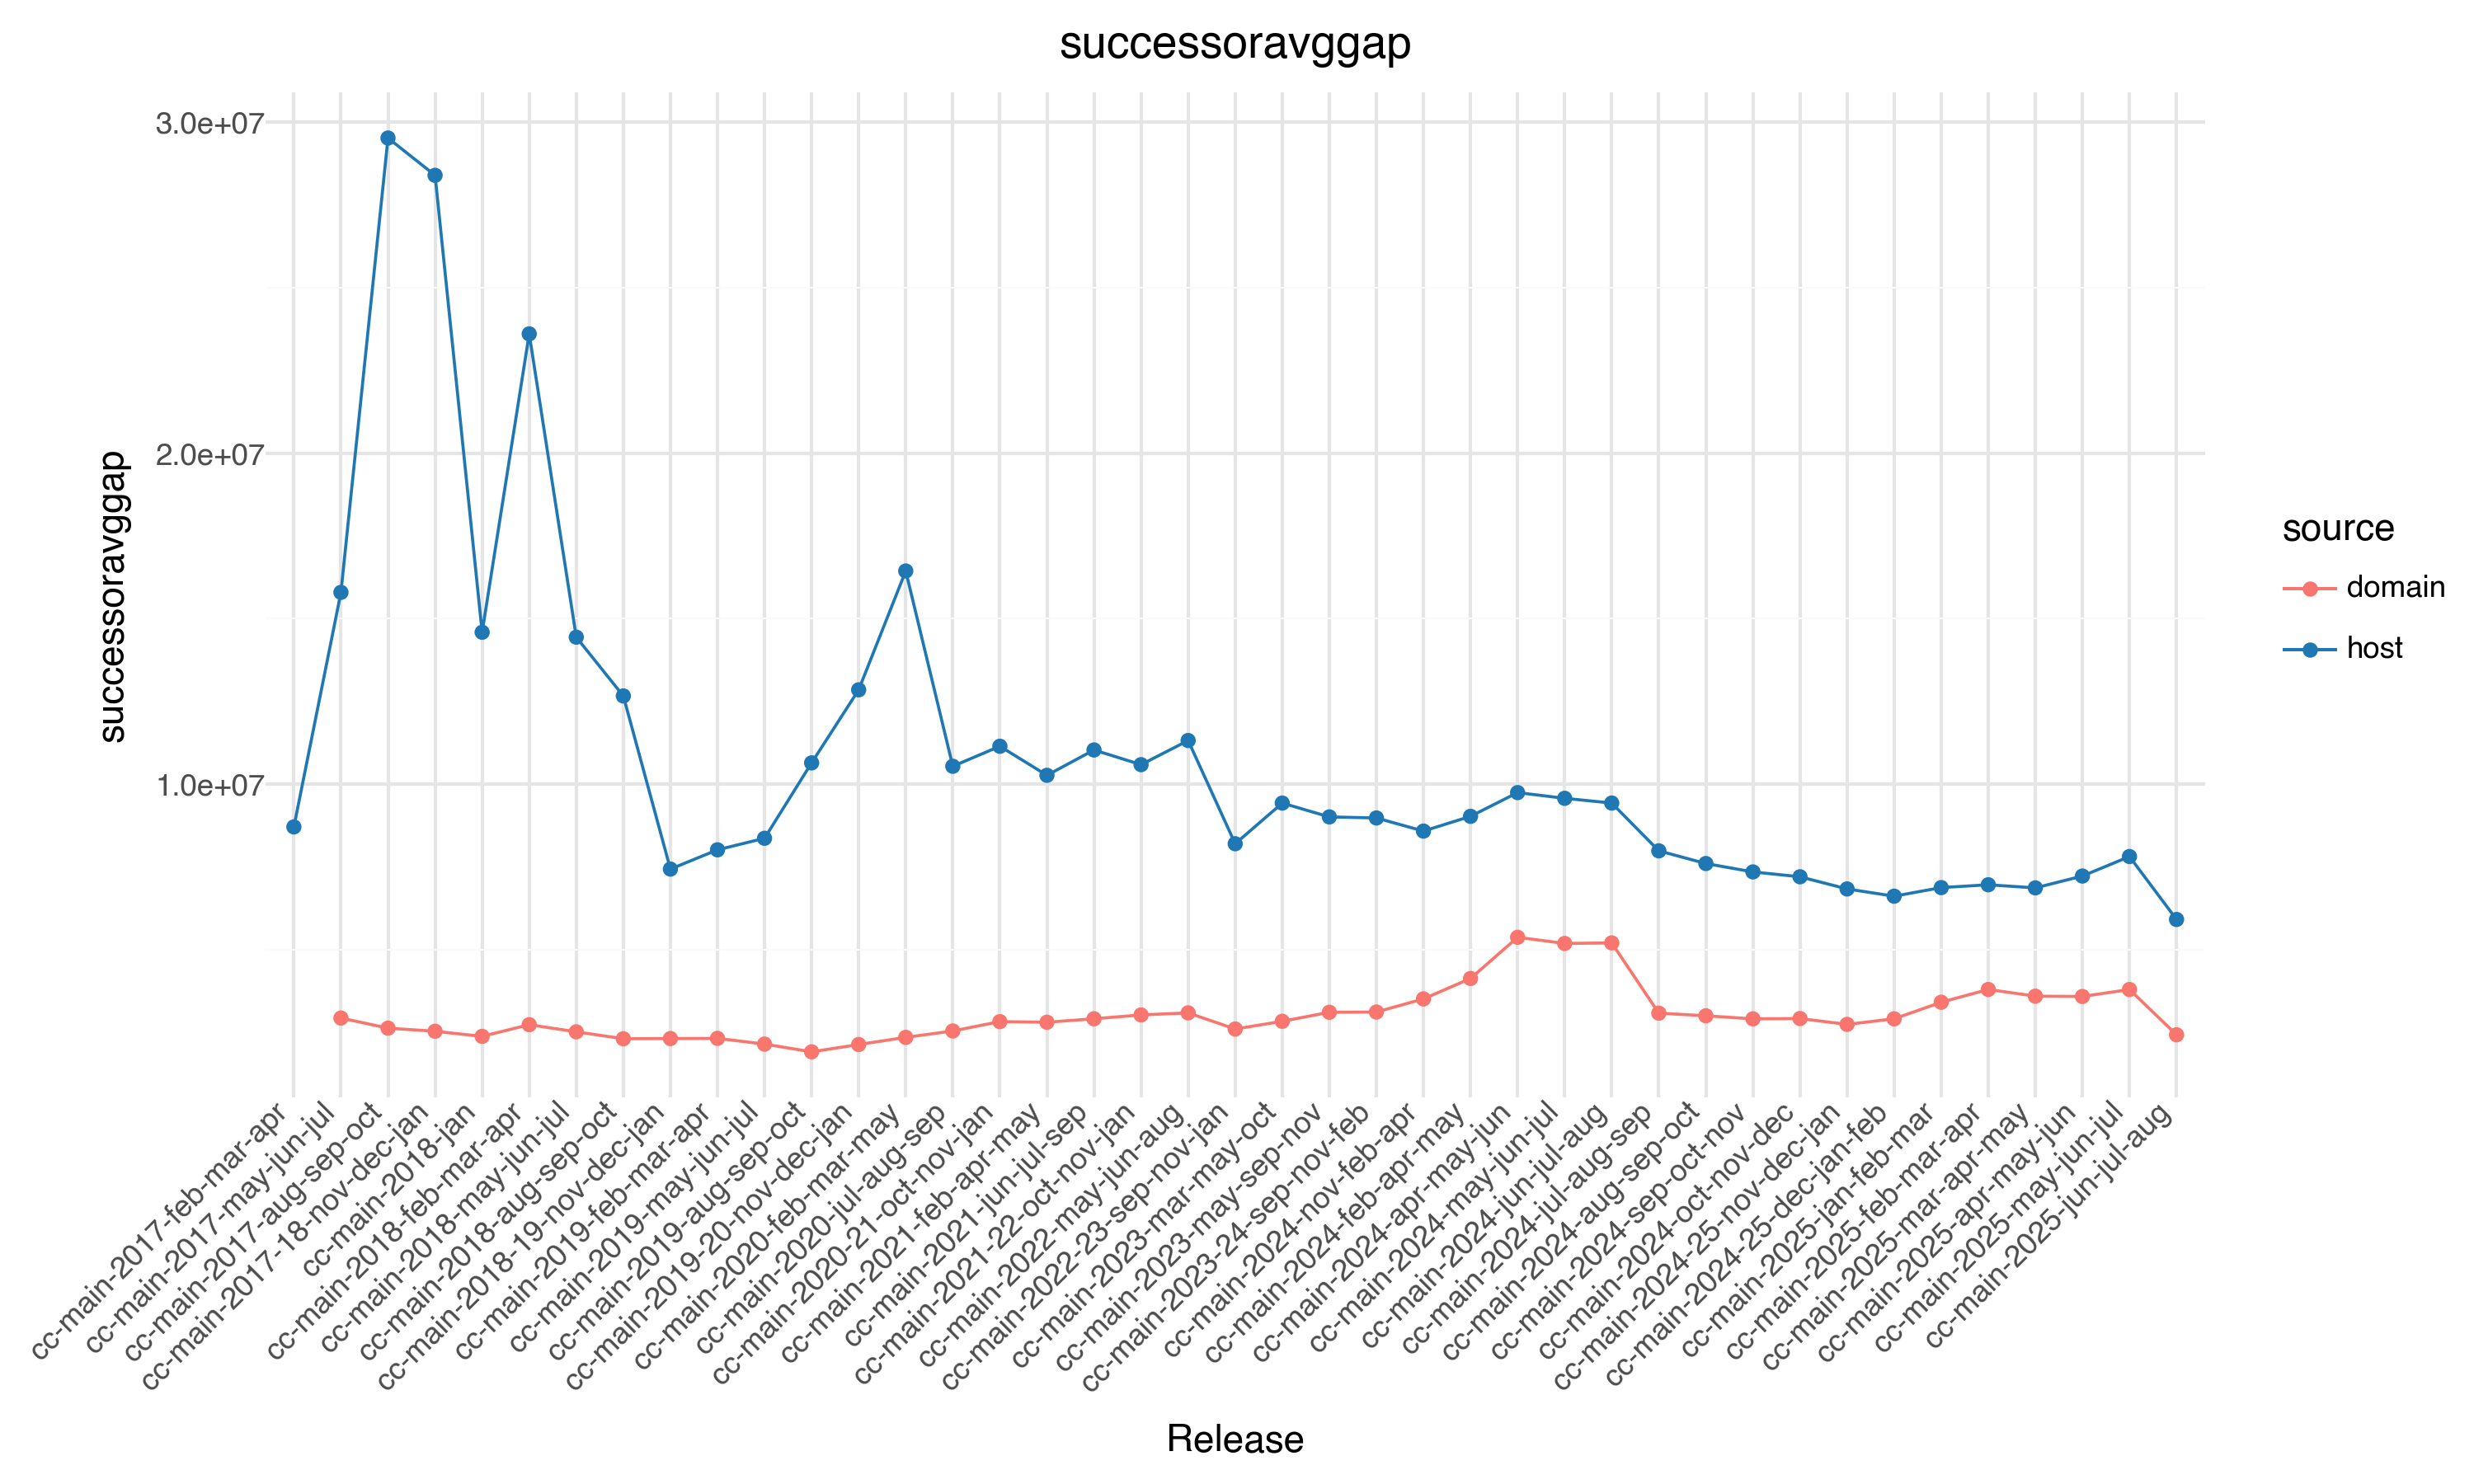 successoravggap
successoravggap
3.0e+07
2.0e+07
1.0e+07
source
domain
host
cc-main-2017-feb-mar-apr
cc-main-2017-may-jun-jul
cc-main-2017-aug-sep-oct
cc-main-2017-18-nov-dec-jan
cc-main-2018-jan
cc-main-2018-feb-mar-apr
cc-main-2018-may-jun-jul
cc-main-2018-aug-sep-oct
cc-main-2018-19-nov-dec-jan
cc-main-2019-feb-mar-apr
cc-main-2019-may-jun-jul
cc-main-2019-aug-sep-oct
cc-main-2019-20-nov-dec-jan
cc-main-2020-feb-mar-may
cc-main-2020-jul-aug-sep
cc-main-2020-21-oct-nov-jan
cc-main-2021-feb-apr-may
cc-main-2021-jun-jul-sep
cc-main-2021-22-oct-nov-jan
cc-main-2022-may-jun-aug
cc-main-2022-23-sep-nov-jan
cc-main-2023-mar-may-oct
cc-main-2023-may-sep-nov
cc-main-2023-24-sep-nov-feb
cc-main-2024-nov-feb-apr
cc-main-2024-feb-apr-may
cc-main-2024-apr-may-jun
cc-main-2024-may-jun-jul
cc-main-2024-jun-jul-aug
cc-main-2024-jul-aug-sep
cc-main-2024-aug-sep-oct
cc-main-2024-sep-oct-nov
cc-main-2024-oct-nov-dec
cc-main-2024-25-nov-dec-jan
cc-main-2024-25-dec-jan-feb
cc-main-2025-jan-feb-mar
cc-main-2025-feb-mar-apr
cc-main-2025-mar-apr-may
cc-main-2025-apr-may-jun
cc-main-2025-may-jun-jul
cc-main-2025-jun-jul-aug
Release